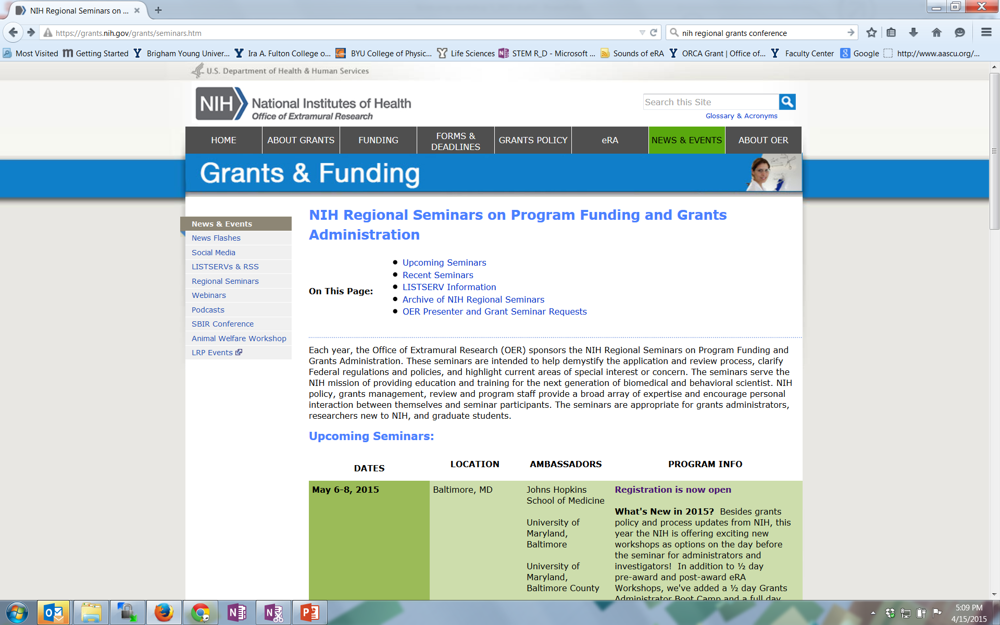 NIH Regional Seminars on ...
https://grants.nih.gov/grants/seminars.htm
nih regional grants conference
Most Visited
Getting Started
Brigham Young Univer...
Ira A. Fulton College o...
BYU College of Physic...
Life Sciences
STEM R_D - Microsoft ...
Sounds of eRA
ORCA Grant | Office of...
Faculty Center
Google
http://www.aascu.org/...
U.S. Department of Health & Human Services
NIH
National Institutes of Health
Office of Extramural Research
Search this Site
Glossary & Acronyms
HOME
ABOUT GRANTS
FUNDING
FORMS &
DEADLINES
GRANTS POLICY
eRA
NEWS & EVENTS
ABOUT OER
Grants & Funding
News & Events
News Flashes
Social Media
LISTSERVs & RSS
Regional Seminars
Webinars
Podcasts
SBIR Conference
Animal Welfare Workshop
LRP Events
NIH Regional Seminars on Program Funding and Grants
Administration
On This Page:
Upcoming Seminars
Recent Seminars
LISTSERV Information
Archive of NIH Regional Seminars
OER Presenter and Grant Seminar Requests
Each year, the Office of Extramural Research (OER) sponsors the NIH Regional Seminars on Program Funding and
Grants Administration. These seminars are intended to help demystify the application and review process, clarify
Federal regulations and policies, and highlight current areas of special interest or concern. The seminars serve the
NIH mission of providing education and training for the next generation of biomedical and behavioral scientist. NIH
policy, grants management, review and program staff provide a broad array of expertise and encourage personal
interaction between themselves and seminar participants. The seminars are appropriate for grants administrators,
researchers new to NIH, and graduate students.
Upcoming Seminars:
DATES
LOCATION
AMBASSADORS
PROGRAM INFO
May 6-8, 2015
Baltimore, MD
Johns Hopkins
School of Medicine
University of
Maryland,
Baltimore
University of
Maryland,
Baltimore County
Registration is now open
What's New in 2015? Besides grants
policy and process updates from NIH, this
year the NIH is offering exciting new
workshops as options on the day before
the seminar for administrators and
investigators! In addition to ½ day
pre-award and post-award eRA
Workshops, we've added a ½ day Grants
Administrator Boot Camp and a full day
5:09 PM
4/15/2015